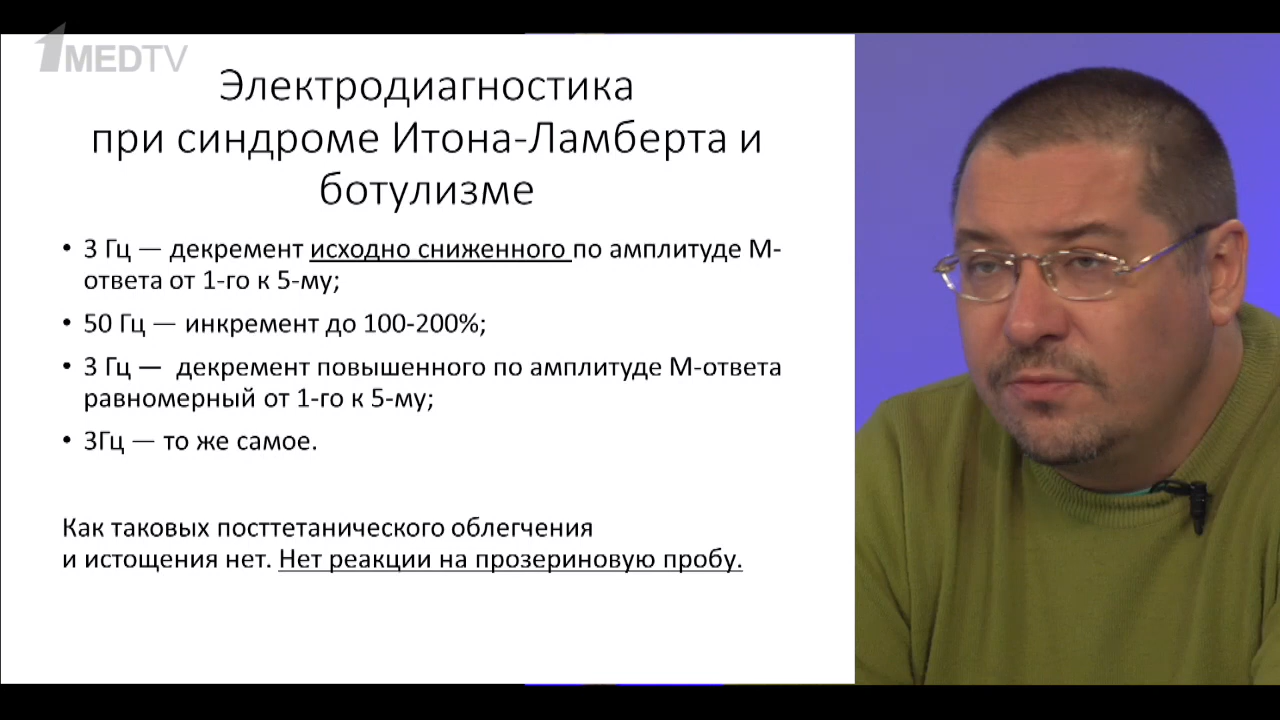 1MEDTV
Электродиагностика
при синдроме Итона-Ламберта и
ботулизме
• 3 Гц — декремент исходно сниженного по амплитуде М-
ответа от 1-го к 5-му;
• 50 Гц — инкремент до 100-200%;
• 3 Гц — декремент повышенного по амплитуде М-ответа
равномерный от 1-го к 5-му;
• 3Гц — то же самое.
Как таковых посттетанического облегчения
и истощения нет. Нет реакции на прозериновую пробу.